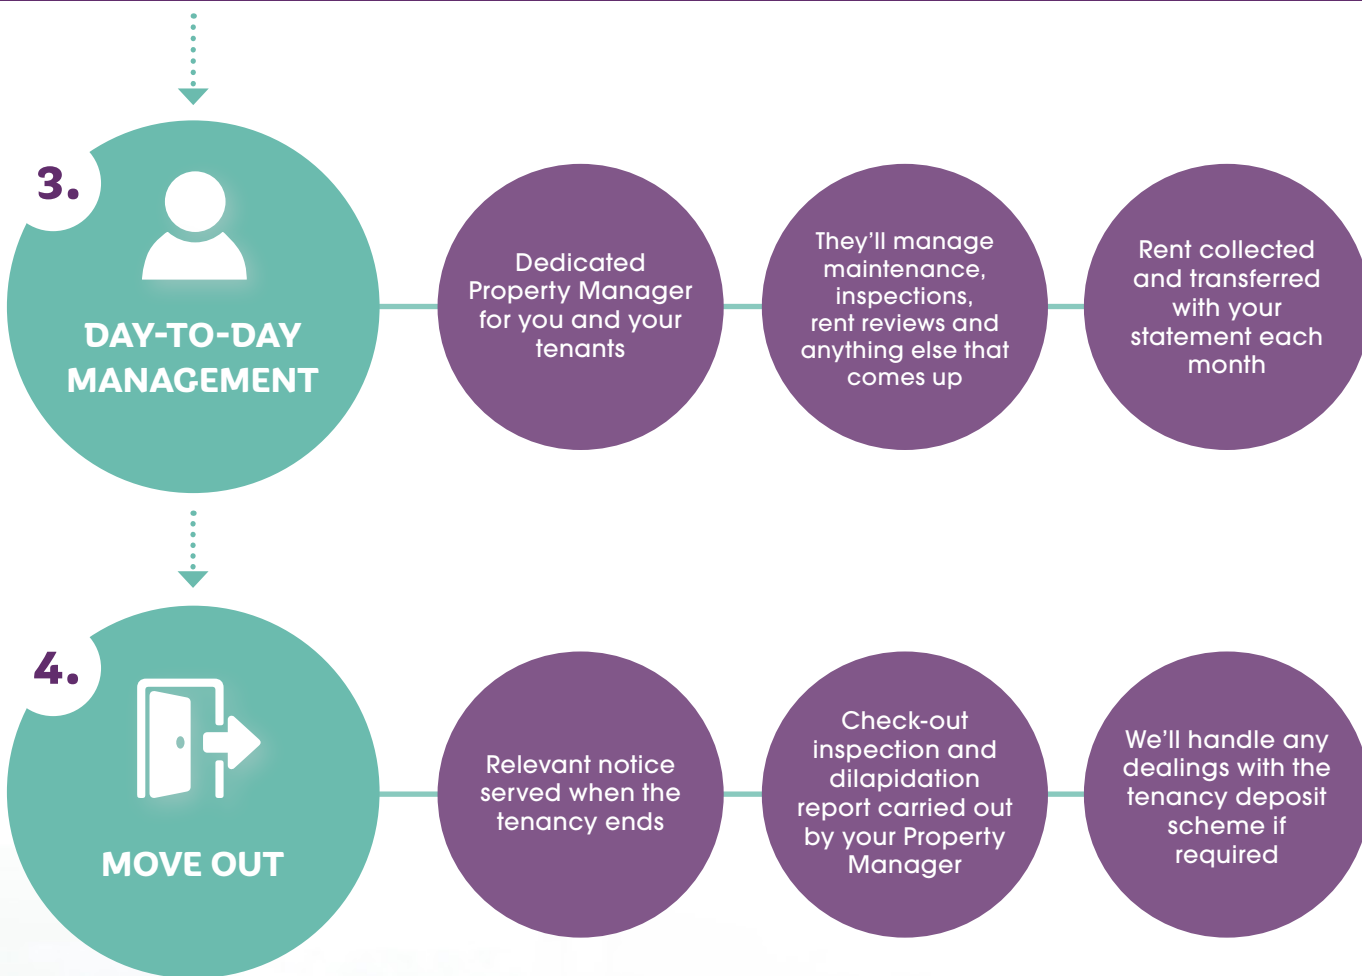 3.
DAY-TO-DAY
MANAGEMENT
Dedicated
Property Manager
for you and your
tenants
They’ll manage
maintenance,
inspections,
rent reviews and
anything else that
comes up
Rent collected
and transferred
with your
statement each
month
4.
MOVE OUT
Relevant notice
served when the
tenancy ends
Check-out
inspection and
dilapidation
report carried out
by your Property
Manager
We’ll handle any
dealings with the
tenancy deposit
scheme if
required